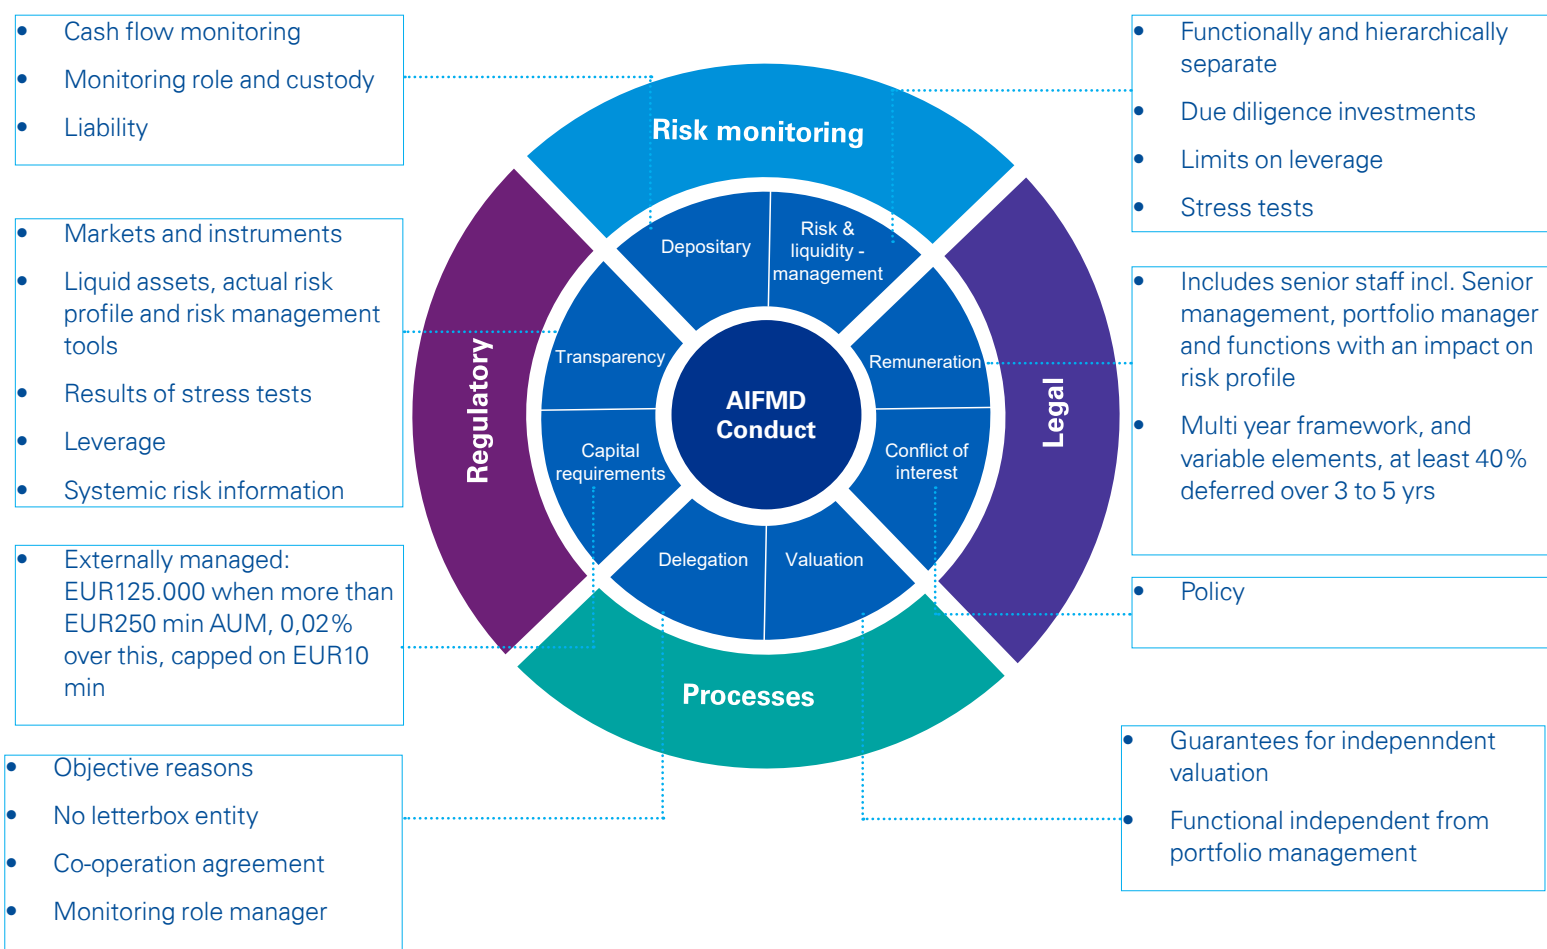 • Cash flow monitoring
• Monitoring role and custody
• Liability
• Functionally and hierarchically
separate
• Due diligence investments
• Limits on leverage
• Stress tests
Risk monitoring
Depositary
Risk &
liquidity -
management
• Markets and instruments
• Liquid assets, actual risk
profile and risk management
tools
• Results of stress tests
• Leverage
• Systemic risk information
Regulatory
Transparency
Capital
requirements
AIFMD
Conduct
Remuneration
Conflict of
interest
Legal
• Includes senior staff incl. Senior
management, portfolio manager
and functions with an impact on
risk profile
• Multi year framework, and
variable elements, at least 40%
deferred over 3 to 5 yrs
• Externally managed:
EUR125.000 when more than
EUR250 min AUM, 0,02%
over this, capped on EUR10
min
Delegation
Valuation
• Policy
Processes
• Objective reasons
• No letterbox entity
• Co-operation agreement
• Monitoring role manager
• Guarantees for indepenndent
valuation
• Functional independent from
portfolio management